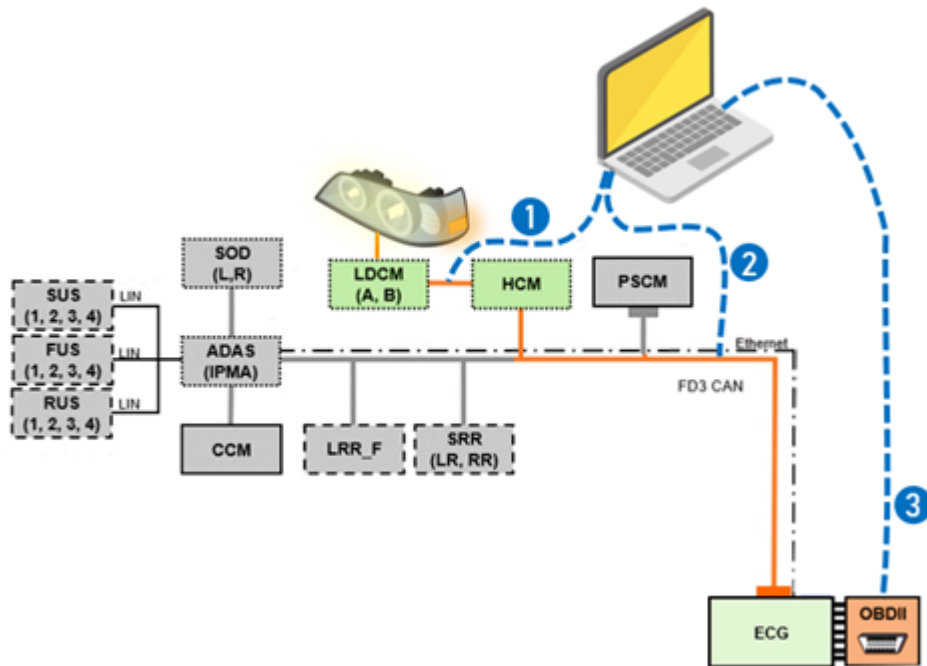 1
LDCM
(A, B)
HCM
2
PSCM
SOD
(L,R)
SUS
(1, 2, 3, 4)
LIN
FUS
(1, 2, 3, 4)
LIN
RUS
(1, 2, 3, 4)
LIN
ADAS
(IPMA)
Ethernet
FD3 CAN
CCM
LRR_F
SRR
(LR, RR)
3
ECG
OBDII